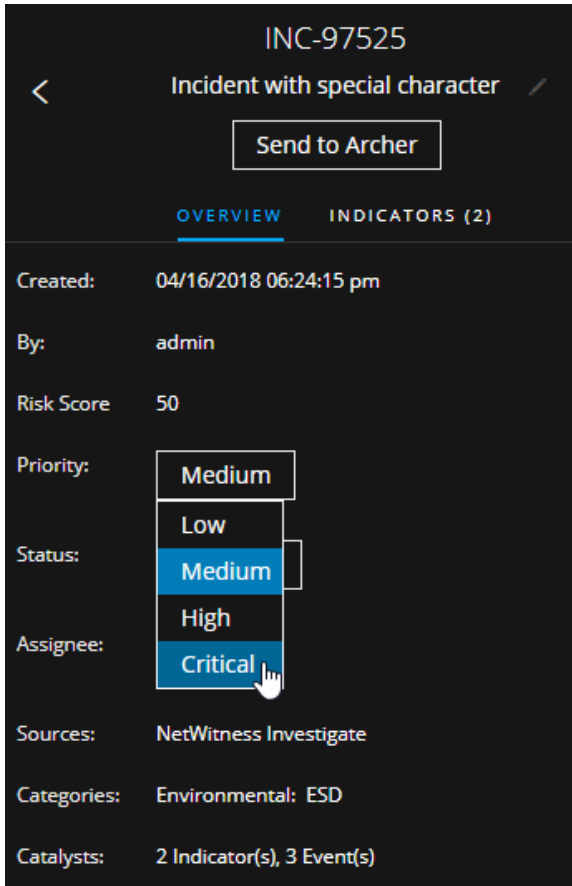 INC-97525
Incident with special character
Send to Archer
OVERVIEW INDICATORS (2)
Created: 04/16/2018 06:24:15 pm
By: admin
Risk Score 50
Priority: Medium
Low
Status: Medium
High
Assignee: Critical
Sources: NetWitness Investigate
Categories: Environmental: ESD
Catalysts: 2 Indicator(s), 3 Event(s)